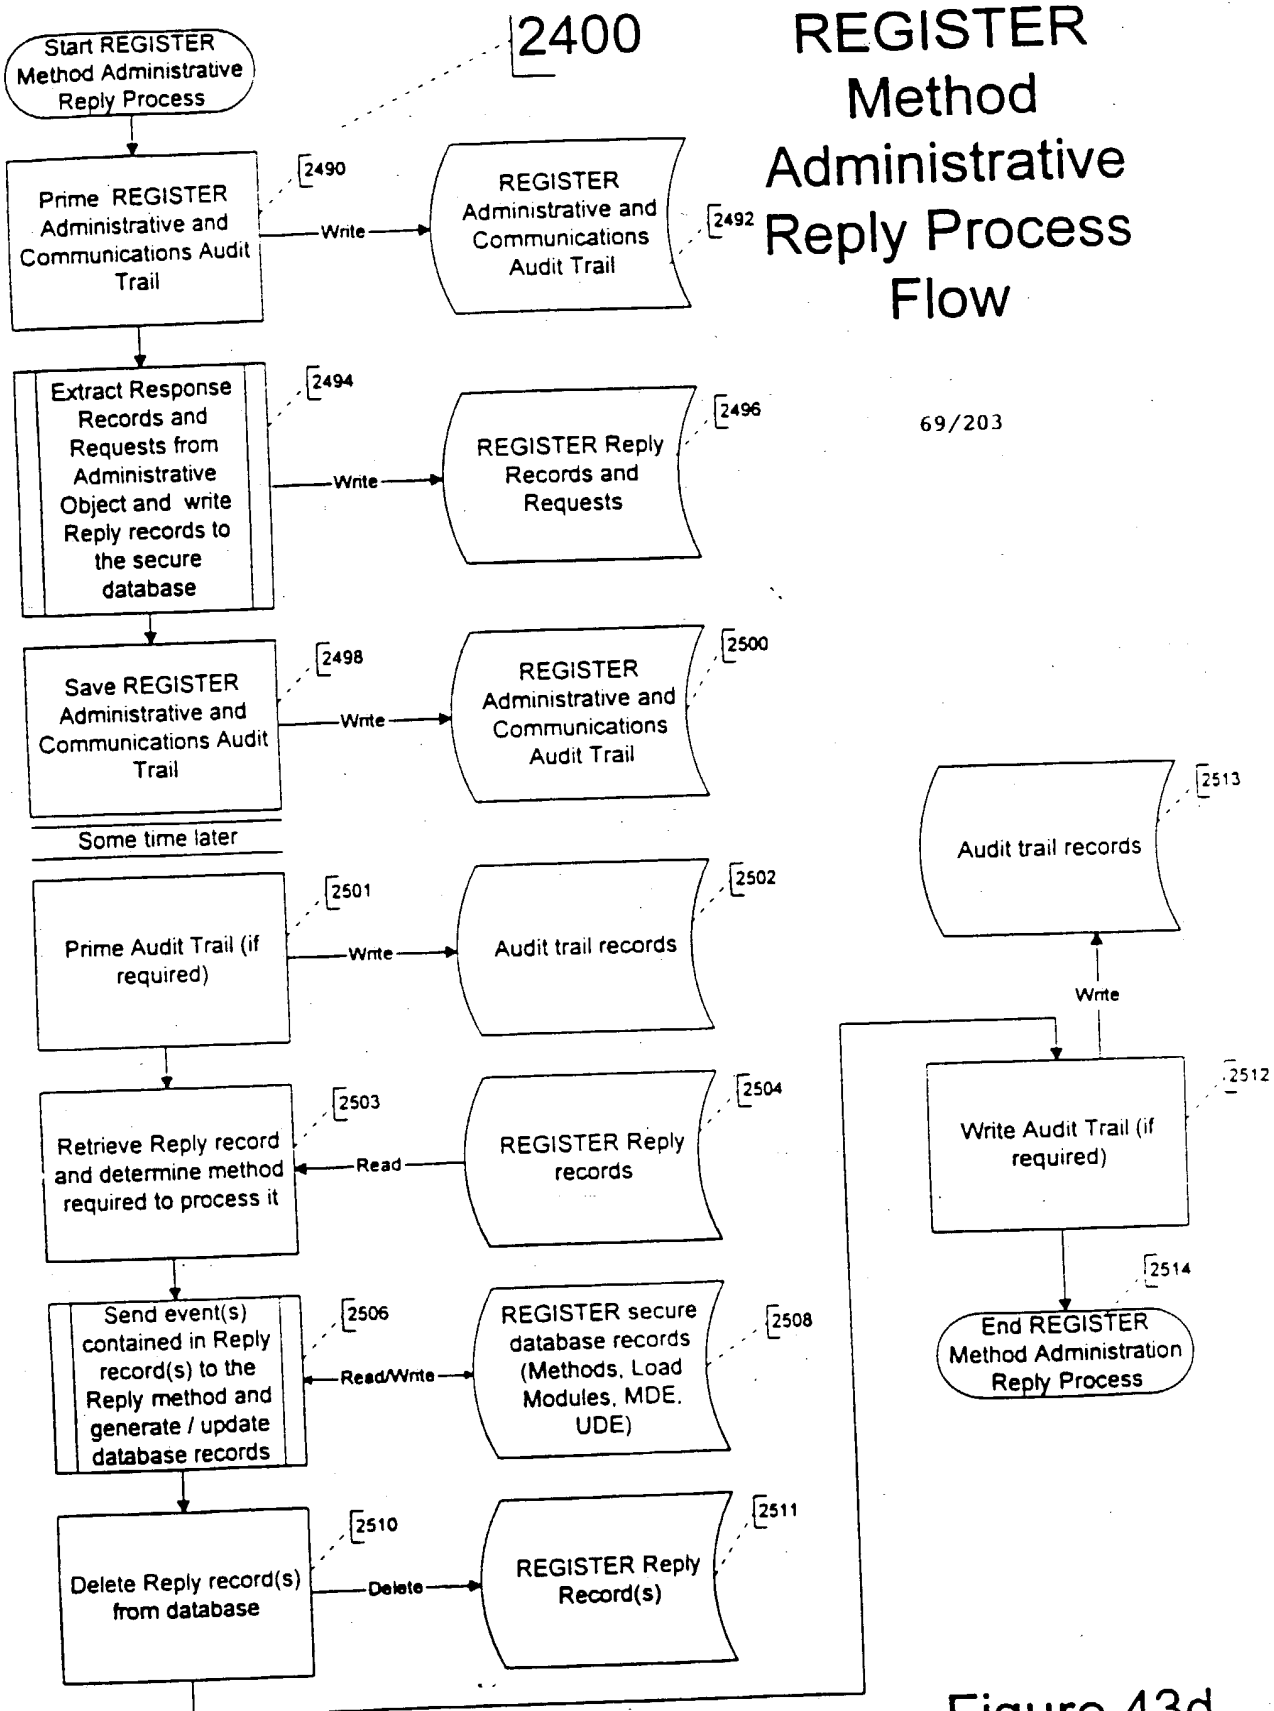 Start REGISTER
Method Administrative
Reply Process
2400
REGISTER
Method
Administrative
Reply Process
Flow
69/203
Prime REGISTER
Administrative and
Communications Audit
Trail
2490
Write
REGISTER
Administrative and
Communications
Audit Trail
2492
Extract Response
Records and
Requests from
Administrative
Object and write
Reply records to
the secure
database
2494
Write
REGISTER Reply
Records and
Requests
2496
Save REGISTER
Administrative and
Communications Audit
Trail
2498
Write
REGISTER
Administrative and
Communications
Audit Trail
2500
Some time later
Prime Audit Trail (if
required)
2501
Write
Audit trail records
2502
Retrieve Reply record
and determine method
required to process it
2503
Read
REGISTER Reply
records
2504
Send event(s)
contained in Reply
record(s) to the
Reply method and
generate / update
database records
2506
Read/Write
REGISTER secure
database records
(Methods, Load
Modules, MDE,
UDE)
2508
Delete Reply record(s)
from database
2510
Delete
REGISTER Reply
Record(s)
2511
Audit trail records
2513
Write
Write Audit Trail (if
required)
2512
2514
End REGISTER
Method Administration
Reply Process
Figure 43d